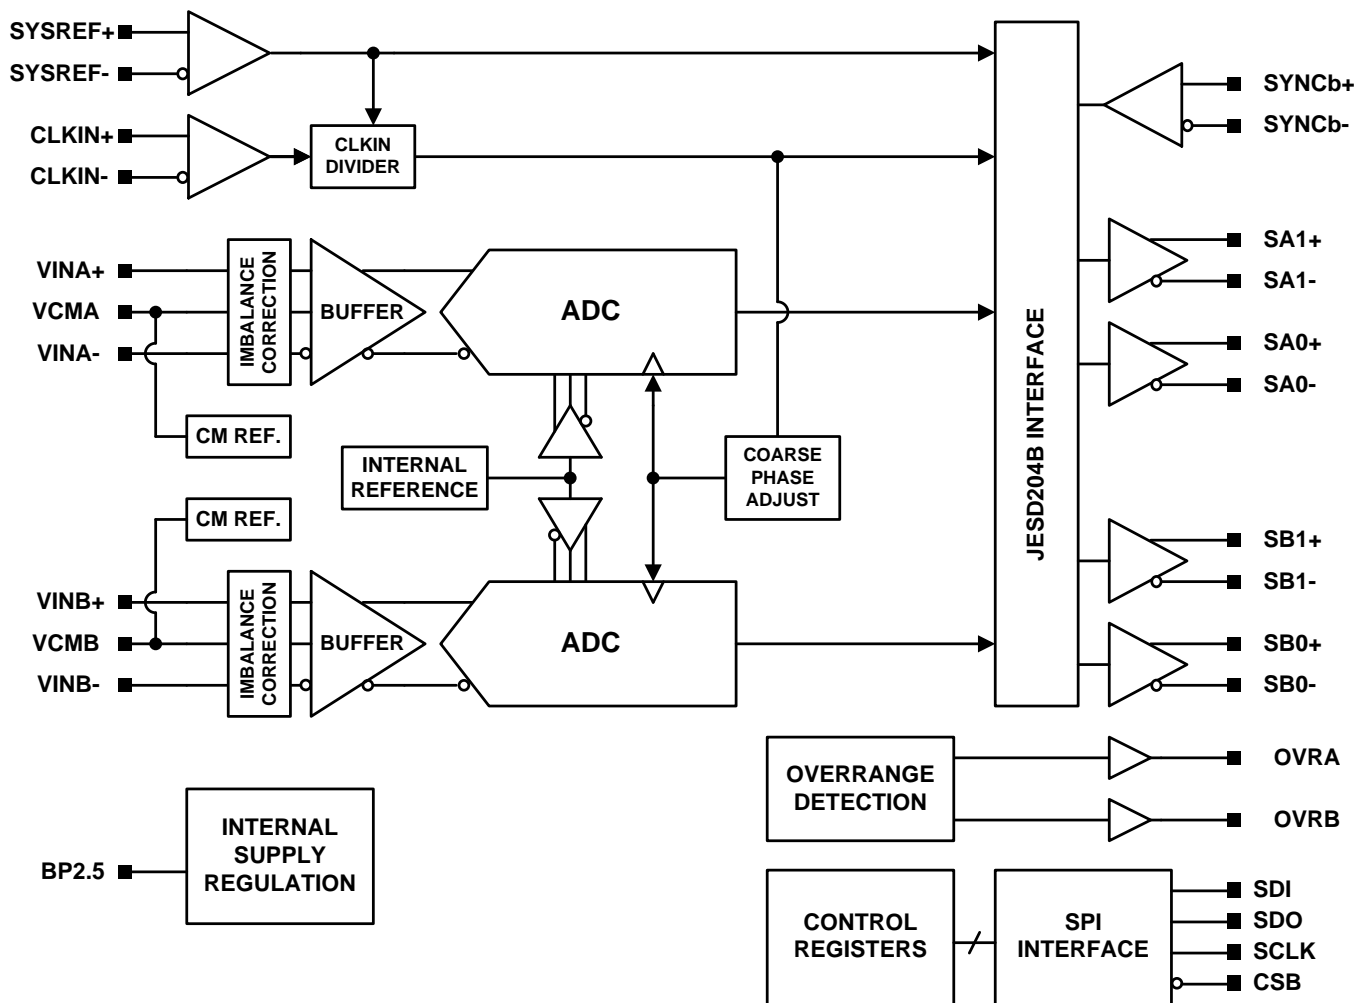 SYSREF+
SYSREF-
CLKIN+
CLKIN-
CLKIN
DIVIDER
SYNCb+
SYNCb-
VINA+
VCMA
VINA-
IMBALANCE
CORRECTION
BUFFER
ADC
CM REF.
INTERNAL
REFERENCE
COARSE
PHASE
ADJUST
JESD204B INTERFACE
SA1+
SA1-
SA0+
SA0-
CM REF.
VINB+
VCMB
VINB-
IMBALANCE
CORRECTION
BUFFER
ADC
SB1+
SB1-
SB0+
SB0-
OVERRANGE
DETECTION
OVRA
OVRB
BP2.5
INTERNAL
SUPPLY
REGULATION
CONTROL
REGISTERS
SPI
INTERFACE
SDI
SDO
SCLK
CSB